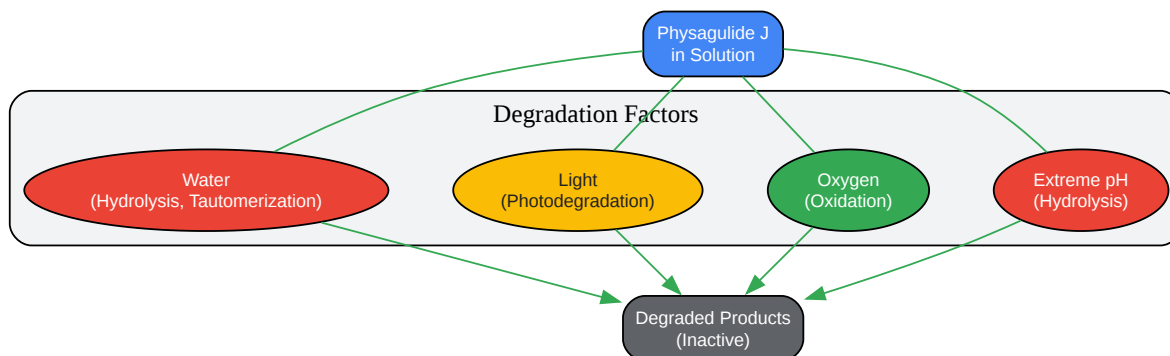 Physagulide J
in Solution
Degradation Factors
Water
(Hydrolysis, Tautomerization)
Light
(Photodegradation)
Oxygen
(Oxidation)
Extreme pH
(Hydrolysis)
Degraded Products
(Inactive)